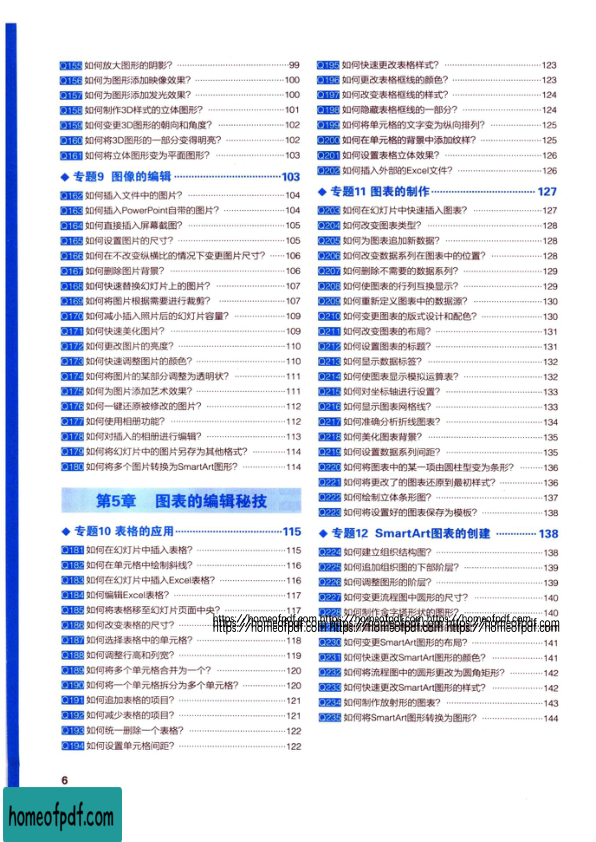 Q155 如何放大图形的阴影? 99
Q156 如何为图形添加映像效果? 100
Q157 如何为图形添加发光效果? 100
Q158 如何制作3D样式的立体图形? 101
Q159 如何变更3D图形的朝向和角度? 102
Q160 如何将3D图形的一部分变得明亮? 102
Q161 如何将立体图形变为平面图形? 103
◆ 专题9 图像的编辑 103
Q162 如何插入文件中的图片? 104
Q163 如何插入PowerPoint自带的图片? 104
Q164 如何直接插入屏幕截图? 105
Q165 如何设置图片的尺寸? 105
Q166 如何在不改变纵横比的情况下变更图片尺寸? 106
Q167 如何删除图片背景? 106
Q168 如何快速替换幻灯片上的图片? 107
Q169 如何将图片根据需要进行裁剪? 107
Q170 如何减小插入照片后的幻灯片容量? 109
Q171 如何快速美化图片? 109
Q172 如何更改图片的亮度? 110
Q173 如何快速调整图片的颜色? 110
Q174 如何将图片的某部分调整为透明状? 111
Q175 如何为图片添加艺术效果? 111
Q176 如何一键还原被修改的图片? 112
Q177 如何使用相册功能? 112
Q178 如何对插入的相册进行编辑? 113
Q179 如何将幻灯片中的图片另存为其他格式? 114
Q180 如何将多个图片转换为SmartArt图形? 114
第5章 图表的编辑秘技
◆ 专题10 表格的应用 115
Q181 如何在幻灯片中插入表格? 115
Q182 如何在单元格中绘制斜线? 116
Q183 如何在幻灯片中插入Excel表格? 116
Q184 如何编辑Excel表格? 117
Q185 如何将表格移至幻灯片页面中央? 117
Q186 如何改变表格的尺寸?
Q187 如何选择表格中的单元格? 118
Q188 如何调整行高和列宽? 119
Q189 如何将多个单元格合并为一个? 120
Q190 如何将一个单元格拆分为多个单元格? 120
Q191 如何追加表格的项目? 121
Q192 如何减少表格的项目? 121
Q193 如何统一删除一个表格? 122
Q194 如何设置单元格间距? 122
Q195 如何快速更改表格样式? 123
Q196 如何更改表格框线的颜色? 123
Q197 如何改变表格框线的样式? 124
Q198 如何隐藏表格框线的一部分? 124
Q199 如何将单元格的文字变为纵向排列? 125
Q200 如何在单元格的背景中添加纹样? 125
Q201 如何设置表格立体效果? 126
Q202 如何插入外部的Excel文件? 126
◆ 专题11 图表的制作 127
Q203 如何在幻灯片中快速插入图表? 127
Q204 如何改变图表类型? 128
Q205 如何为图表追加新数据? 128
Q206 如何改变数据系列在图表中的位置? 128
Q207 如何删除不需要的数据系列? 129
Q208 如何使图表的行列互换显示? 129
Q209 如何重新定义图表中的数据源? 130
Q210 如何变更图表的版式设计和配色? 130
Q211 如何改变图表的布局? 131
Q212 如何设置图表的标题? 131
Q213 如何显示数据标签? 132
Q214 如何使图表显示模拟运算表? 132
Q215 如何对坐标轴进行设置? 133
Q216 如何显示图表网格线? 133
Q217 如何准确分析折线图表? 134
Q218 如何美化图表背景? 135
Q219 如何设置数据系列间距? 135
Q220 如何将图表中的某一项由圆柱型变为条形? 136
Q221 如何将更改了的图表还原到最初样式? 136
Q222 如何绘制立体条形图? 137
Q223 如何将设置好的图表保存为模板? 138
◆ 专题12 SmartArt图表的创建 138
Q224 如何建立组织结构图? 138
Q225 如何追加组织图的下部阶层? 139
Q226 如何调整图形的阶层? 139
Q227 如何变更流程图中图形的尺寸? 140
Q228 如何制作金字塔形状的图形? 140
https://homeofpdf.com https://homeofpdf.com https://homeofpdf.com
https://homeofpdf.com https://homeofpdf.com https://homeofpdf.com
Q230 如何变更SmartArt图形的布局? 141
Q231 如何快速更改SmartArt图形的颜色? 141
Q232 如何将流程图中的圆形更改为圆角矩形? 142
Q233 如何快速更改SmartArt图形的样式? 142
Q234 如何制作放射形的图表? 143
Q235 如何将SmartArt图形转换为图形? 144
6
homeofpdf.com